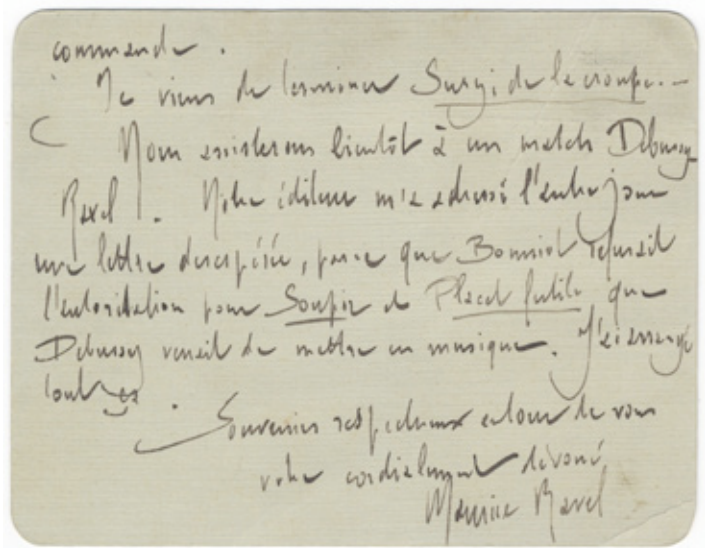 commande.
Je viens de terminer Surgi de la croupe. —
Nous assisterons bientôt à un match Debussy-
Ravel. Notre éditeur m'a adressé l'autre jour
une lettre désespérée, parce que Bonniot refusait
l'autorisation pour Soupir et Placet futile que
Debussy venait de mettre en musique. J'ai arrangé
tout ça.
Souvenirs respectueux autour de vous
votre cordialement dévoué
Maurice Ravel